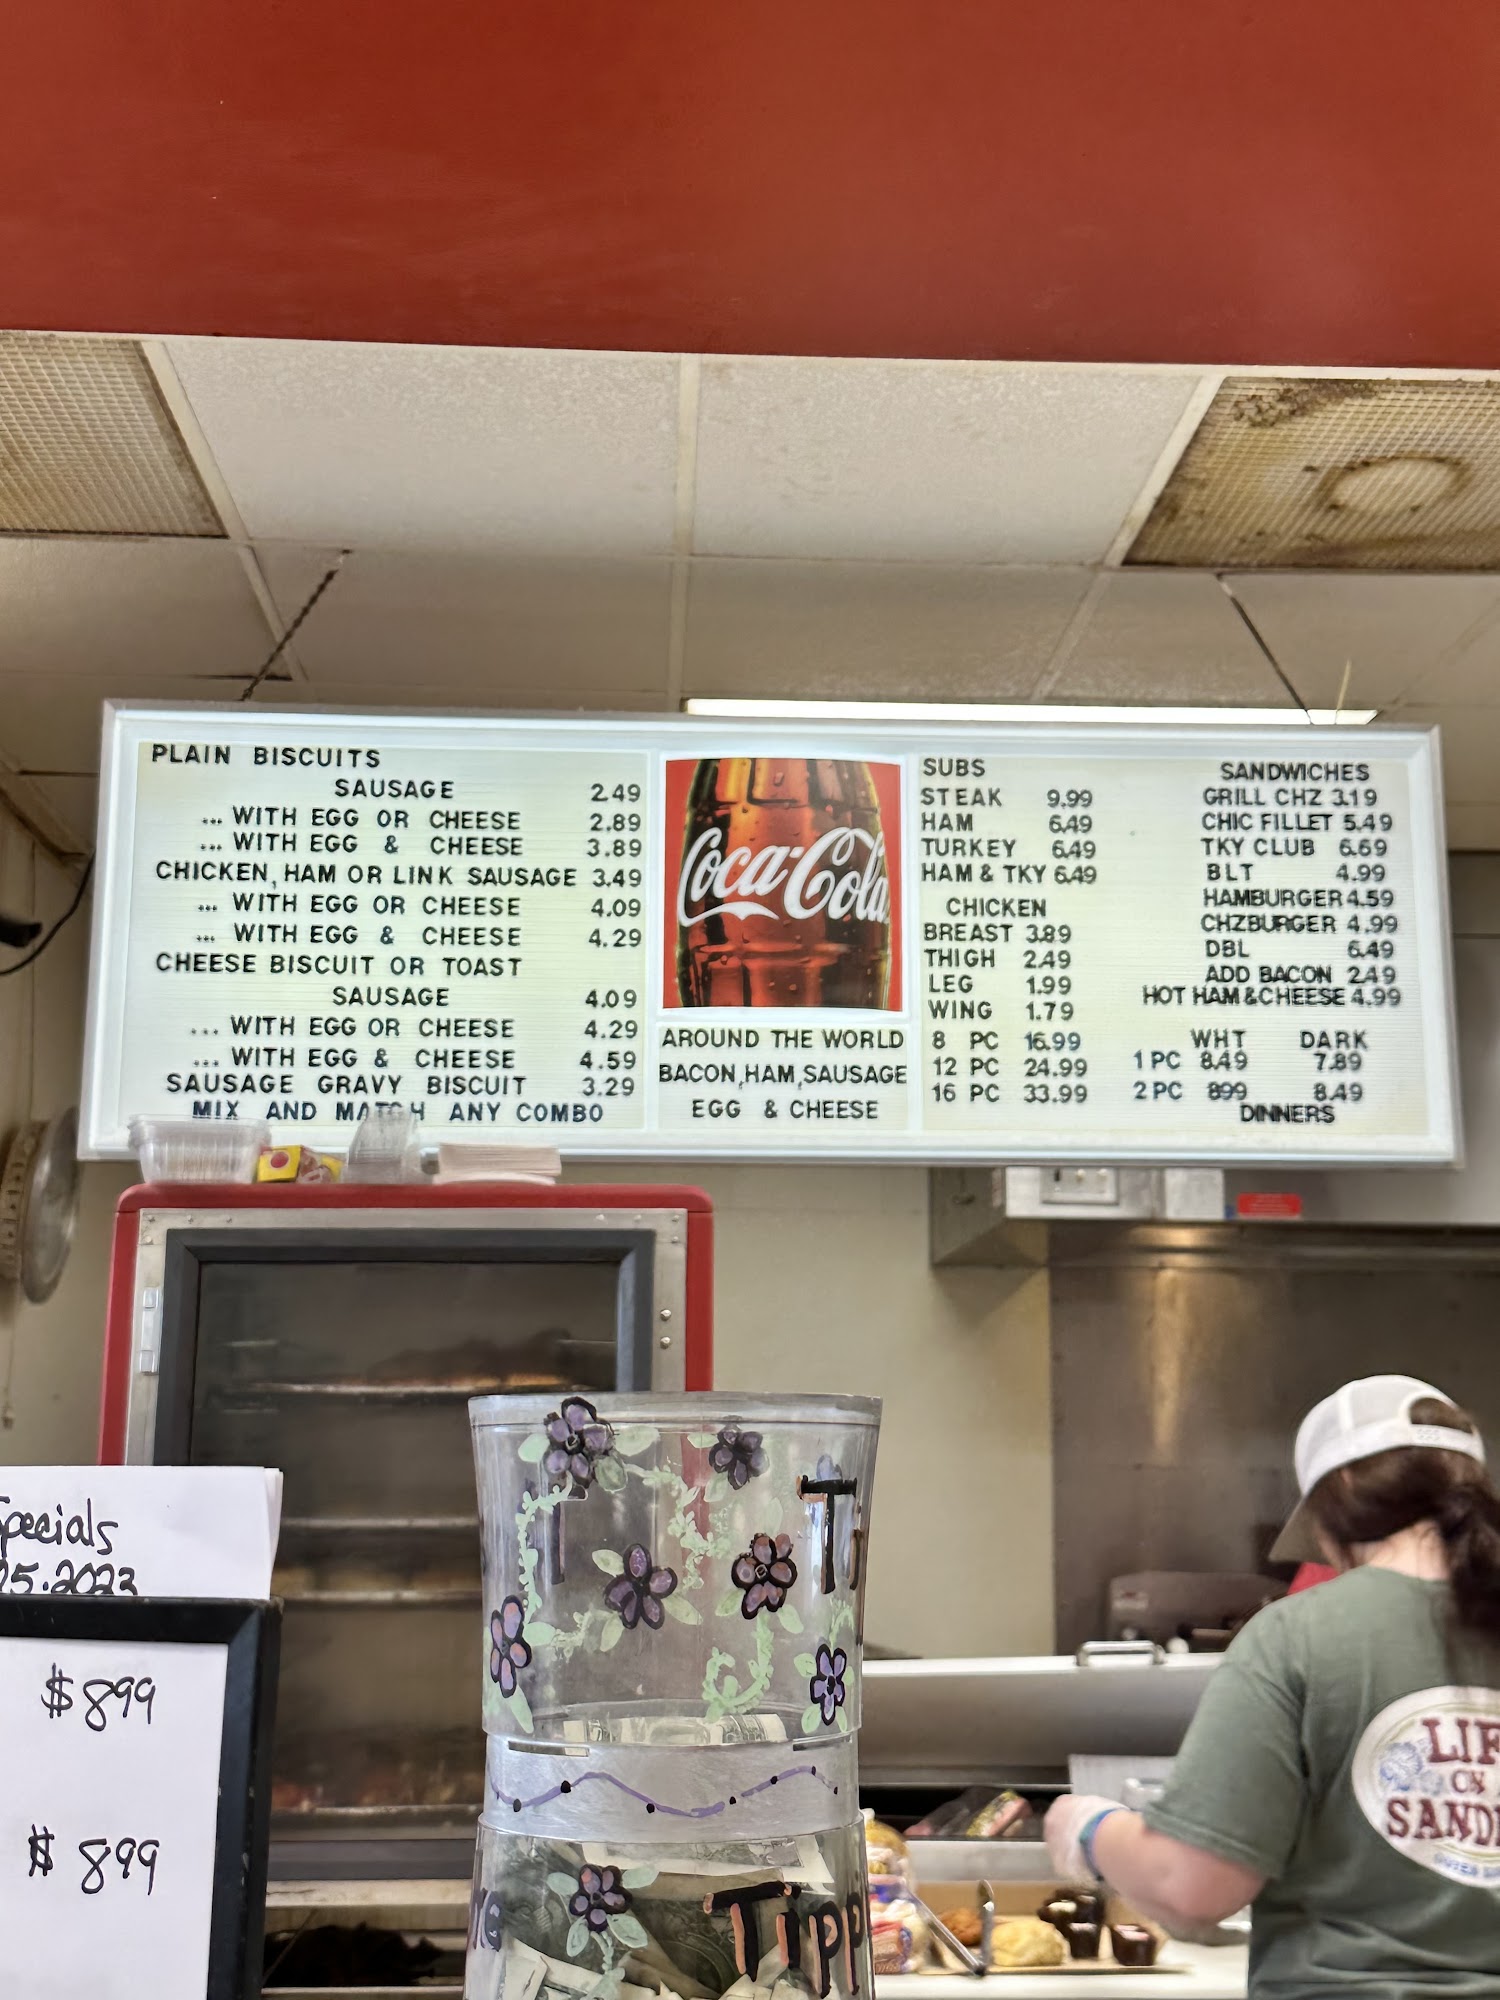 PLAIN BISCUITS
SAUSAGE 2.49
... WITH EGG OR CHEESE 2.89
... WITH EGG & CHEESE 3.89
CHICKEN, HAM OR LINK SAUSAGE 3.49
... WITH EGG OR CHEESE 4.09
... WITH EGG & CHEESE 4.29
CHEESE BISCUIT OR TOAST
SAUSAGE 4.09
... WITH EGG OR CHEESE 4.29
... WITH EGG & CHEESE 4.59
SAUSAGE GRAVY BISCUIT 3.29
MIX AND MATCH ANY COMBO
Coca-Cola
AROUND THE WORLD
BACON, HAM, SAUSAGE
EGG & CHEESE
SUBS
STEAK 9.99
HAM 6.49
TURKEY 6.49
HAM & TKY 6.49
CHICKEN
BREAST 3.89
THIGH 2.49
LEG 1.99
WING 1.79
8 PC 16.99
12 PC 24.99
16 PC 33.99
SANDWICHES
GRILL CHZ 3.19
CHIC FILLET 5.49
TKY CLUB 6.69
BLT 4.99
HAMBURGER 4.59
CHZBURGER 4.99
DBL 6.49
ADD BACON 2.49
HOT HAM & CHEESE 4.99
WHT DARK
1 PC 8.49 7.89
2 PC 899 8.49
DINNERS
Specials
25.2023
$899
$899
Tipp
LIF
ON
SANDI